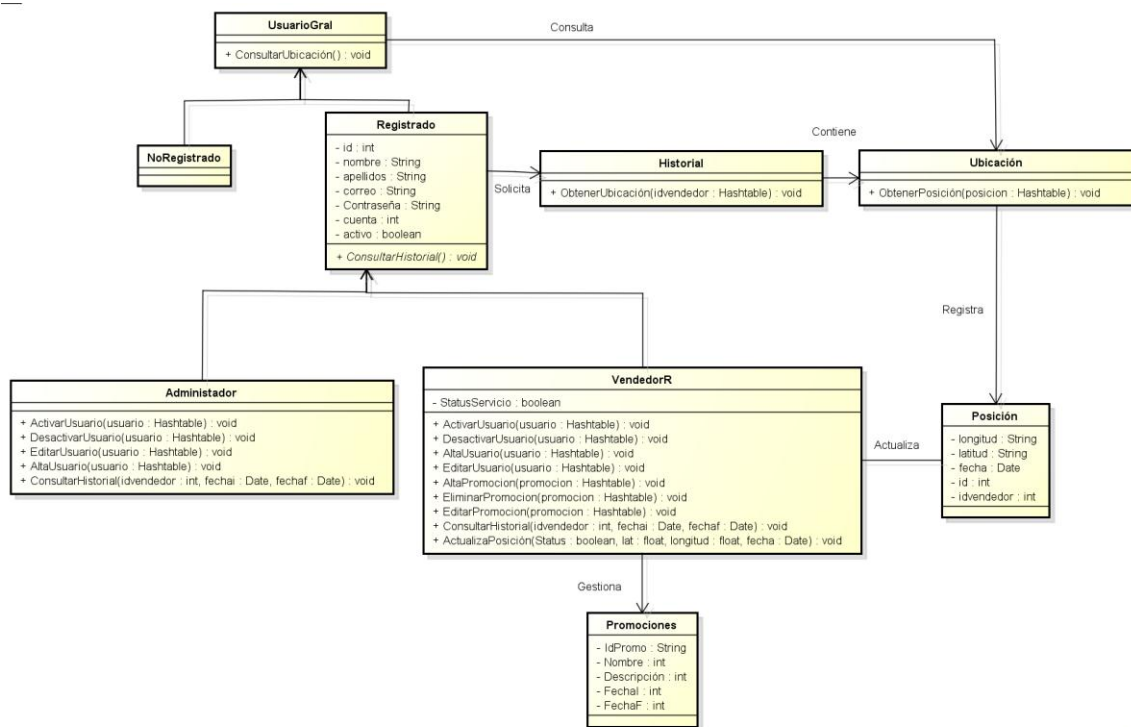 UsuarioGral
+ ConsultarUbicación() : void
Consulta
NoRegistrado
Registrado
- id : int
- nombre : String
- apellidos : String
- correo : String
- Contraseña : String
- cuenta : int
- activo : boolean
+ ConsultarHistorial() : void
Solicita
Historial
+ ObtenerUbicación(idvendedor : Hashtable) : void
Contiene
Ubicación
+ ObtenerPosición(posicion : Hashtable) : void
Registra
Administador
+ ActivarUsuario(usuario : Hashtable) : void
+ DesactivarUsuario(usuario : Hashtable) : void
+ EditarUsuario(usuario : Hashtable) : void
+ AltaUsuario(usuario : Hashtable) : void
+ ConsultarHistorial(idvendedor : int, fechai : Date, fechaf : Date) : void
VendedorR
- StatusServicio : boolean
+ ActivarUsuario(usuario : Hashtable) : void
+ DesactivarUsuario(usuario : Hashtable) : void
+ AltaUsuario(usuario : Hashtable) : void
+ EditarUsuario(usuario : Hashtable) : void
+ AltaPromocion(promocion : Hashtable) : void
+ EliminarPromocion(promocion : Hashtable) : void
+ EditarPromocion(promocion : Hashtable) : void
+ ConsultarHistorial(idvendedor : int, fechai : Date, fechaf : Date) : void
+ ActualizaPosición(Status : boolean, lat : float, longitud : float, fecha : Date) : void
Actualiza
Posición
- longitud : String
- latitud : String
- fecha : Date
- id : int
- idvendedor : int
Gestiona
Promociones
- IdPromo : String
- Nombre : int
- Descripción : int
- FechaI : int
- FechaF : int